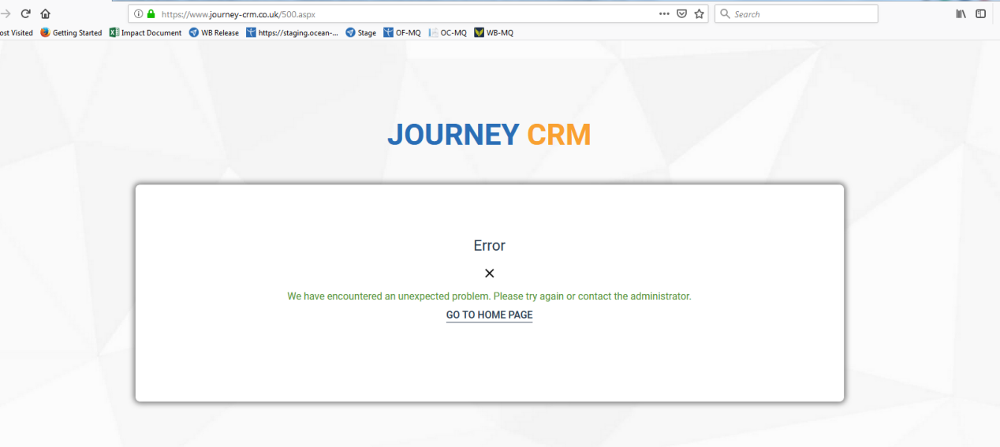 https://www.journey-crm.co.uk/500.aspx
Search
ost Visited Getting Started Impact Document WB Release https://staging.ocean-... Stage OF-MQ OC-MQ WB-MQ
JOURNEY CRM
Error
We have encountered an unexpected problem. Please try again or contact the administrator.
GO TO HOME PAGE